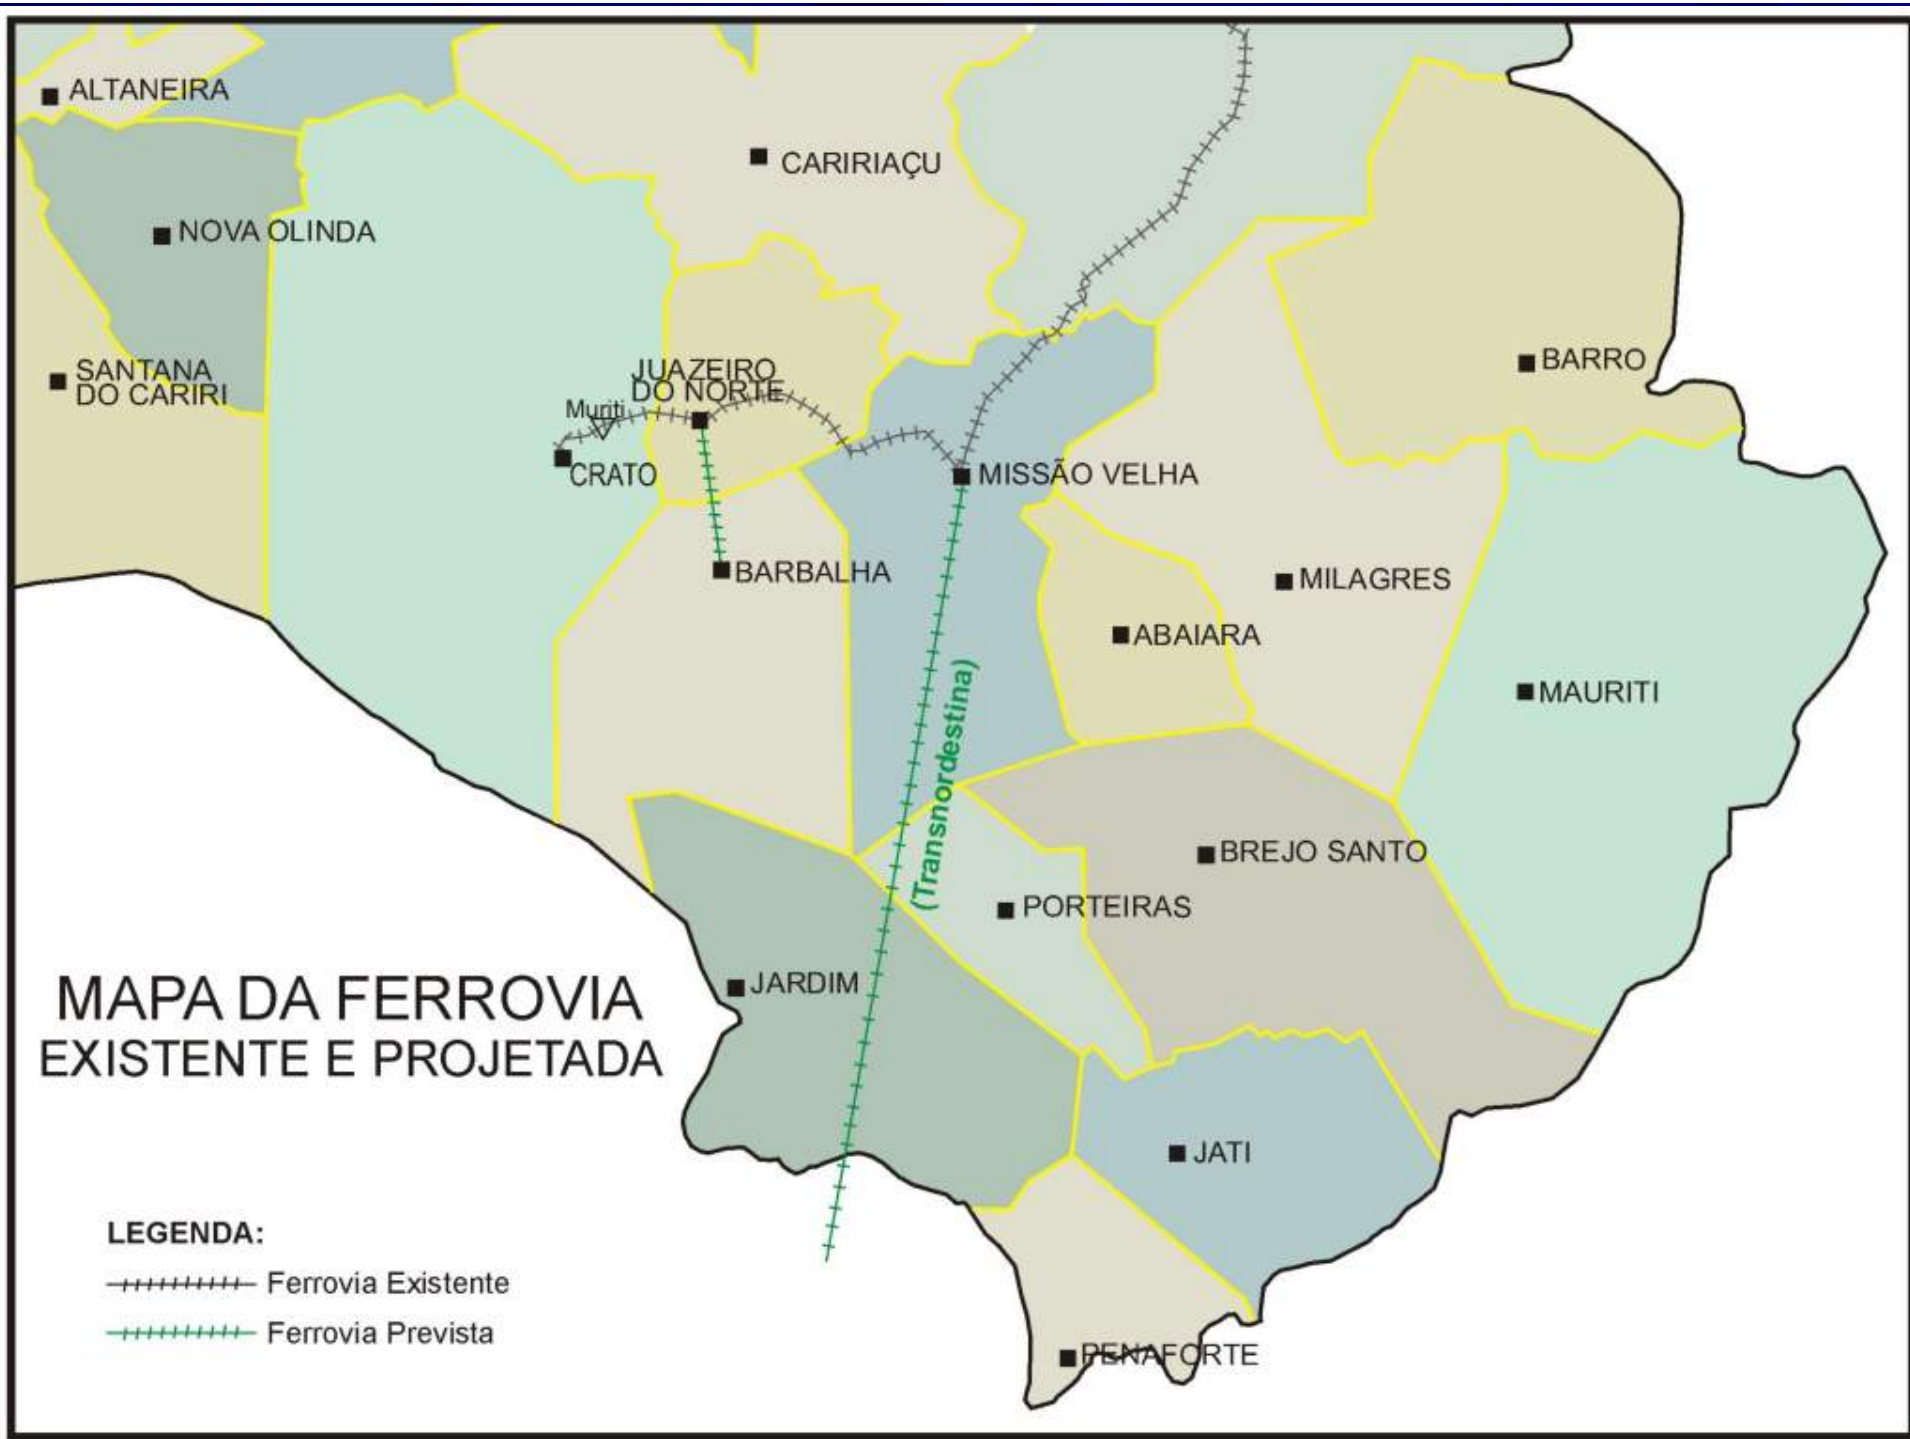 ALTANEIRA
CARIRIAÇU
NOVA OLINDA
BARRO
SANTANA
DO CARIRI
JUAZEIRO
DO NORTE
Muriti
CRATO
MISSÃO VELHA
BARBALHA
MILAGRES
ABAIARA
MAURITI
(Transnordestina)
BREJO SANTO
PORTEIRAS
JARDIM
MAPA DA FERROVIA
EXISTENTE E PROJETADA
JATI
LEGENDA:
Ferrovia Existente
Ferrovia Prevista
PENAFORTE